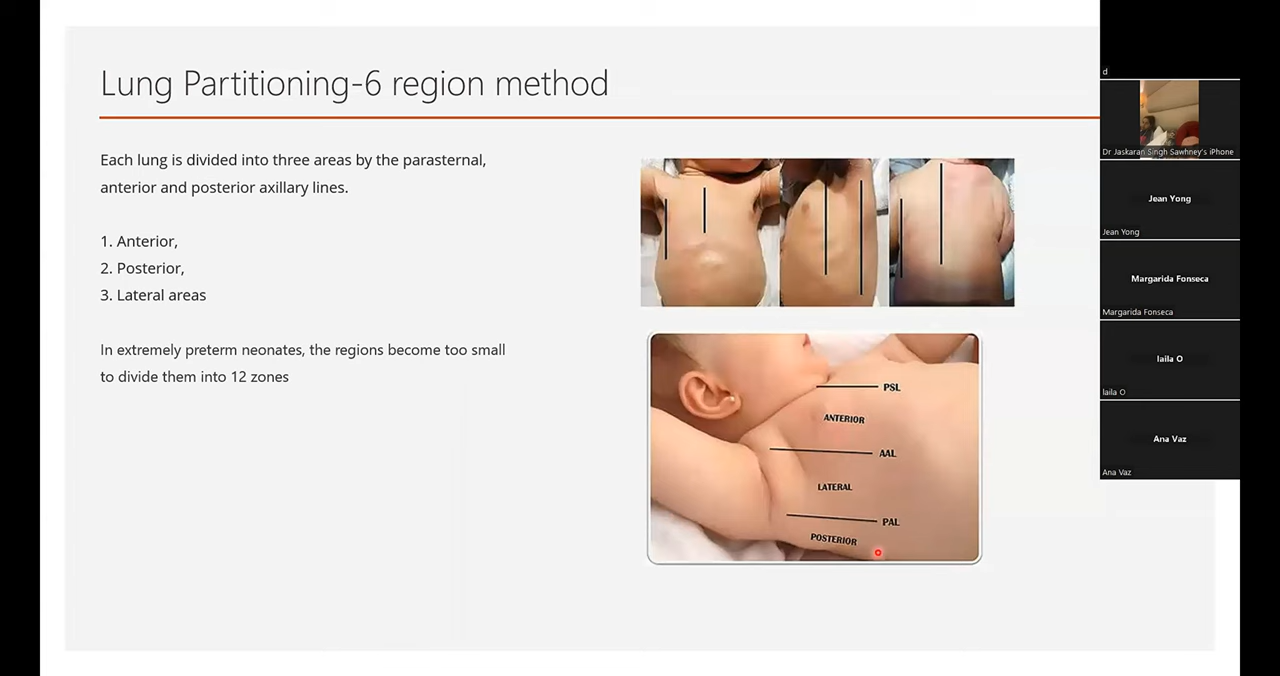 Lung Partitioning-6 region method
Each lung is divided into three areas by the parasternal,
anterior and posterior axillary lines.
1. Anterior,
2. Posterior,
3. Lateral areas
In extremely preterm neonates, the regions become too small
to divide them into 12 zones
PSL
ANTERIOR
AAL
LATERAL
PAL
POSTERIOR
d
Dr Jaskaran Singh Sawhney's iPhone
Jean Yong
Jean Yong
Margarida Fonseca
Margarida Fonseca
laila O
laila O
Ana Vaz
Ana Vaz